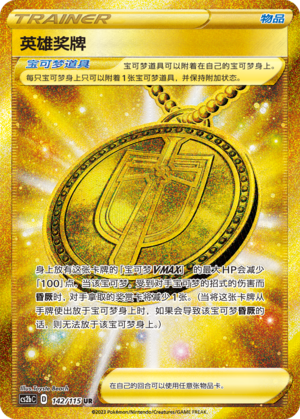 TRAINER 物品
英雄奖牌
宝可梦道具 宝可梦道具可以附着在自己的宝可梦身上。
每只宝可梦身上只可以附着1张宝可梦道具，并保持附加状态。
身上放有这张卡牌的「宝可梦VMAX」的最大HP会减少
「100」点，当该宝可梦，受到对手宝可梦的招式的伤害而
昏厥时，对手拿取的奖赏卡将减少1张。（当将这张卡牌从
手牌使出放于宝可梦身上时，如果会导致该宝可梦昏厥的
话，则无法放于该宝可梦身上。）
在自己的回合可以使用任意张物品卡。
cs2bC D 142/115 UR
©2022 Pokémon/Nintendo/Creatures/GAME FREAK.